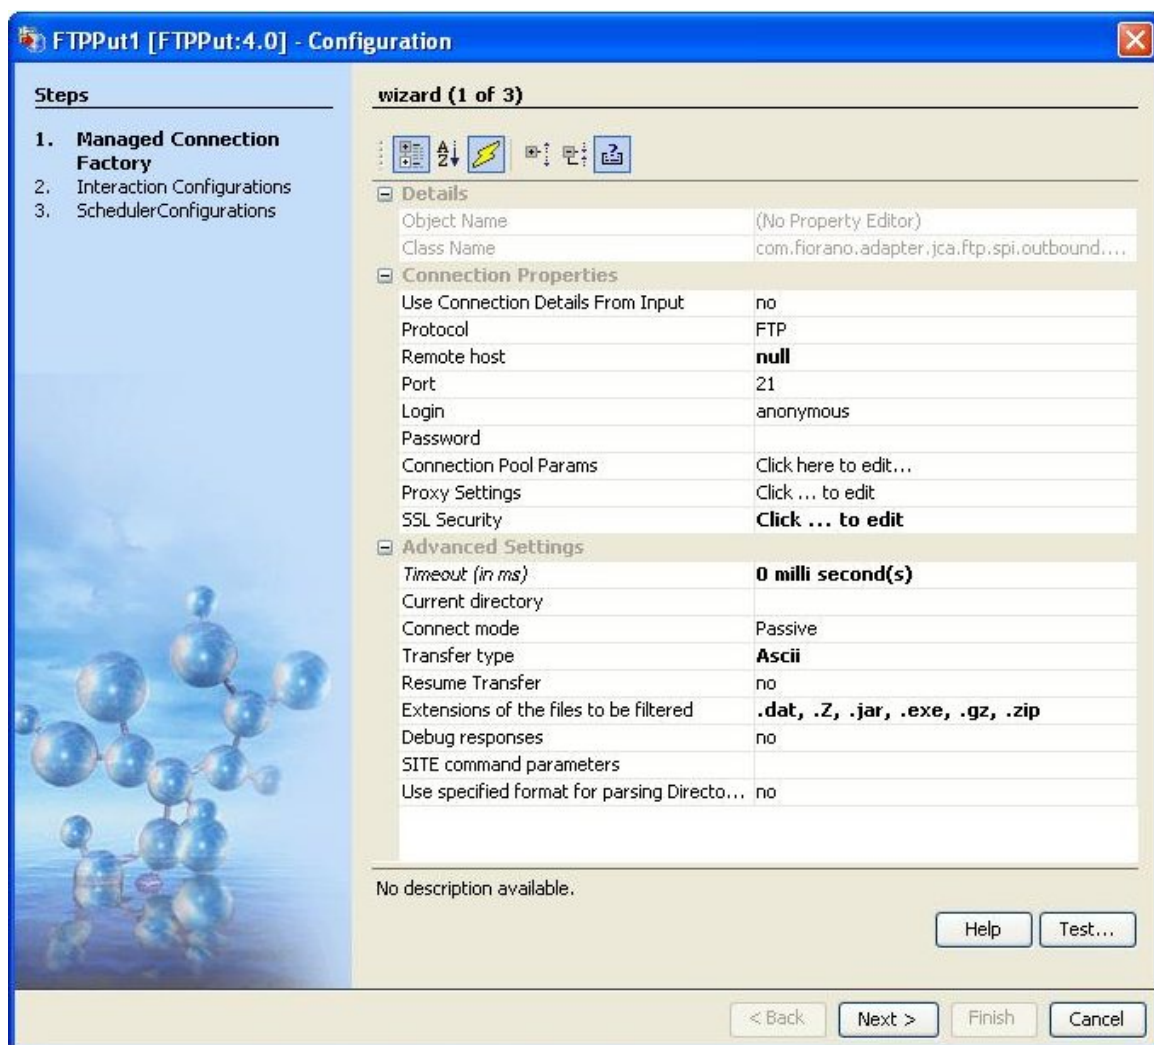 FTPPut1 [FTPPut:4.0] - Configuration
Steps
1. Managed Connection
Factory
2. Interaction Configurations
3. SchedulerConfigurations
wizard (1 of 3)
Details
Object Name (No Property Editor)
Class Name com.fiorano.adapter.jca.ftp.spi.outbound....
Connection Properties
Use Connection Details From Input no
Protocol FTP
Remote host null
Port 21
Login anonymous
Password
Connection Pool Params Click here to edit...
Proxy Settings Click ... to edit
SSL Security Click ... to edit
Advanced Settings
Timeout (in ms) 0 milli second(s)
Current directory
Connect mode Passive
Transfer type Ascii
Resume Transfer no
Extensions of the files to be filtered .dat, .Z, .jar, .exe, .gz, .zip
Debug responses no
SITE command parameters
Use specified format for parsing Directo... no
No description available.
Help Test...
< Back Next > Finish Cancel